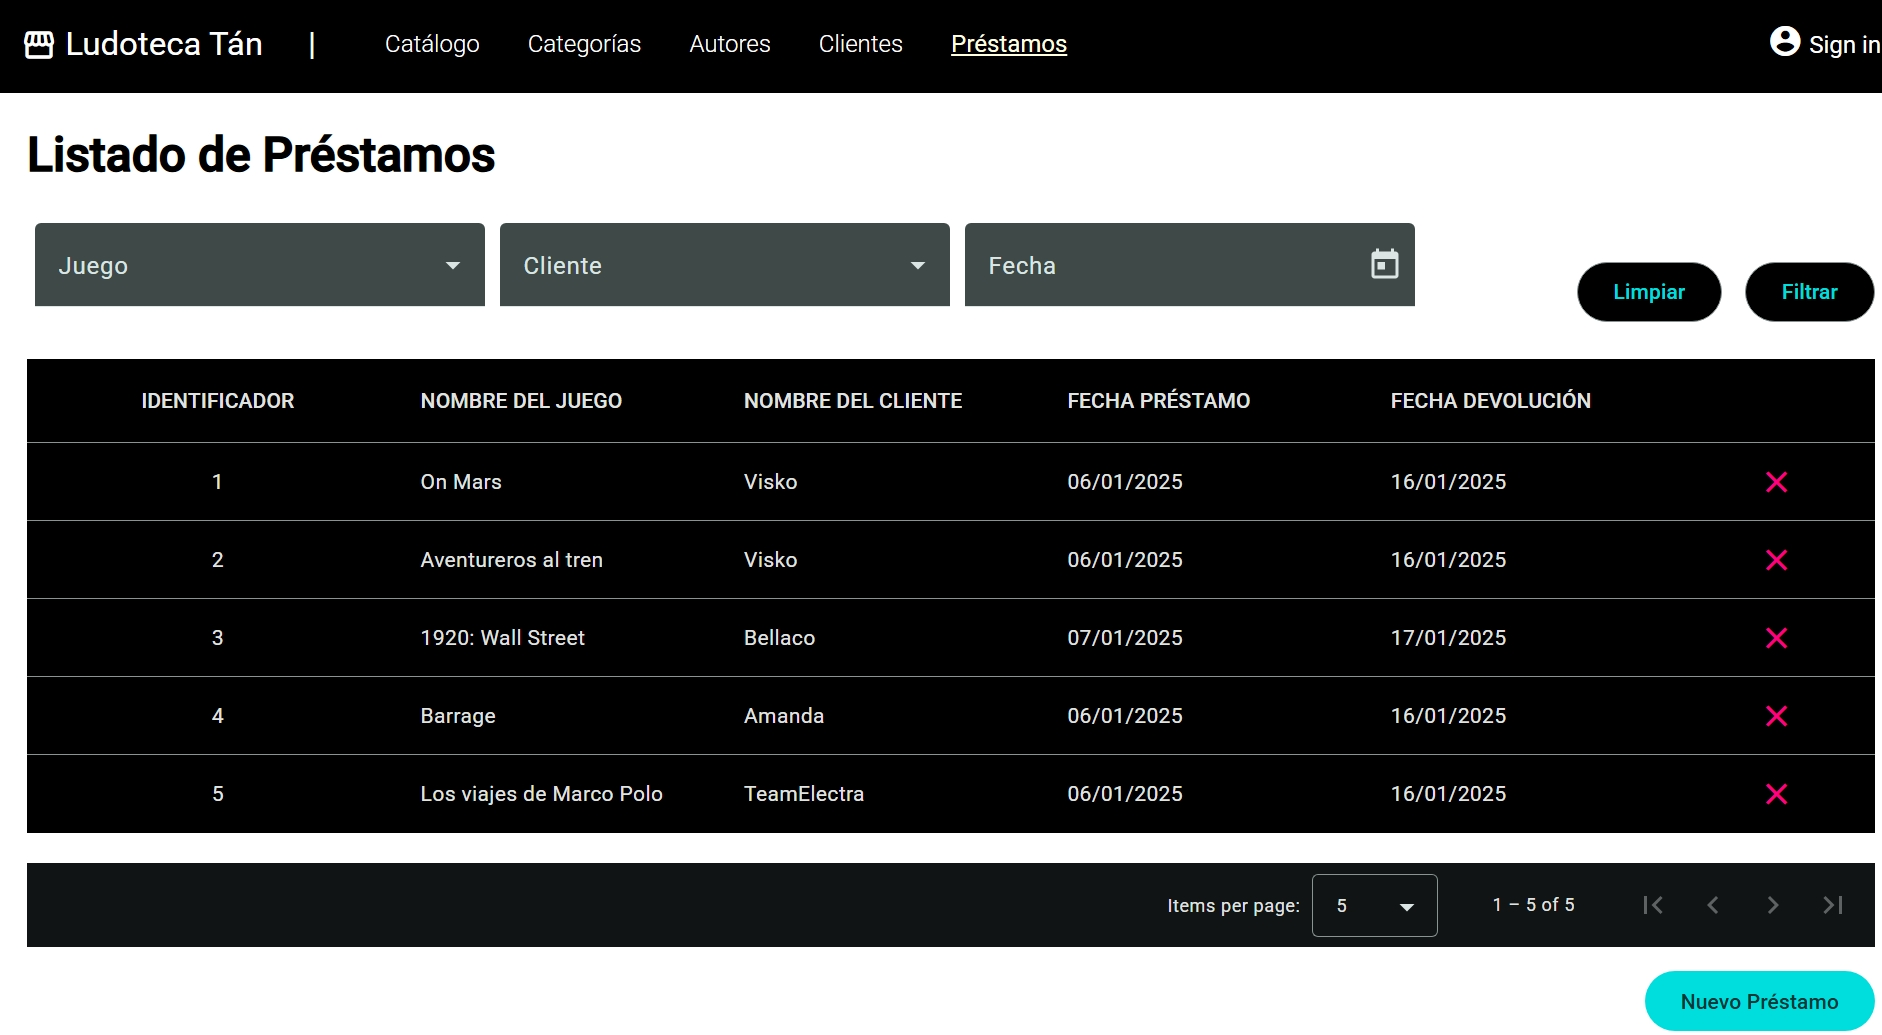 Ludoteca Tán | Catálogo Categorías Autores Clientes Préstamos Sign in
Listado de Préstamos
Juego Cliente Fecha Limpiar Filtrar
IDENTIFICADOR NOMBRE DEL JUEGO NOMBRE DEL CLIENTE FECHA PRÉSTAMO FECHA DEVOLUCIÓN
1 On Mars Visko 06/01/2025 16/01/2025
2 Aventureros al tren Visko 06/01/2025 16/01/2025
3 1920: Wall Street Bellaco 07/01/2025 17/01/2025
4 Barrage Amanda 06/01/2025 16/01/2025
5 Los viajes de Marco Polo TeamElectra 06/01/2025 16/01/2025
Items per page: 5 1 – 5 of 5
Nuevo Préstamo